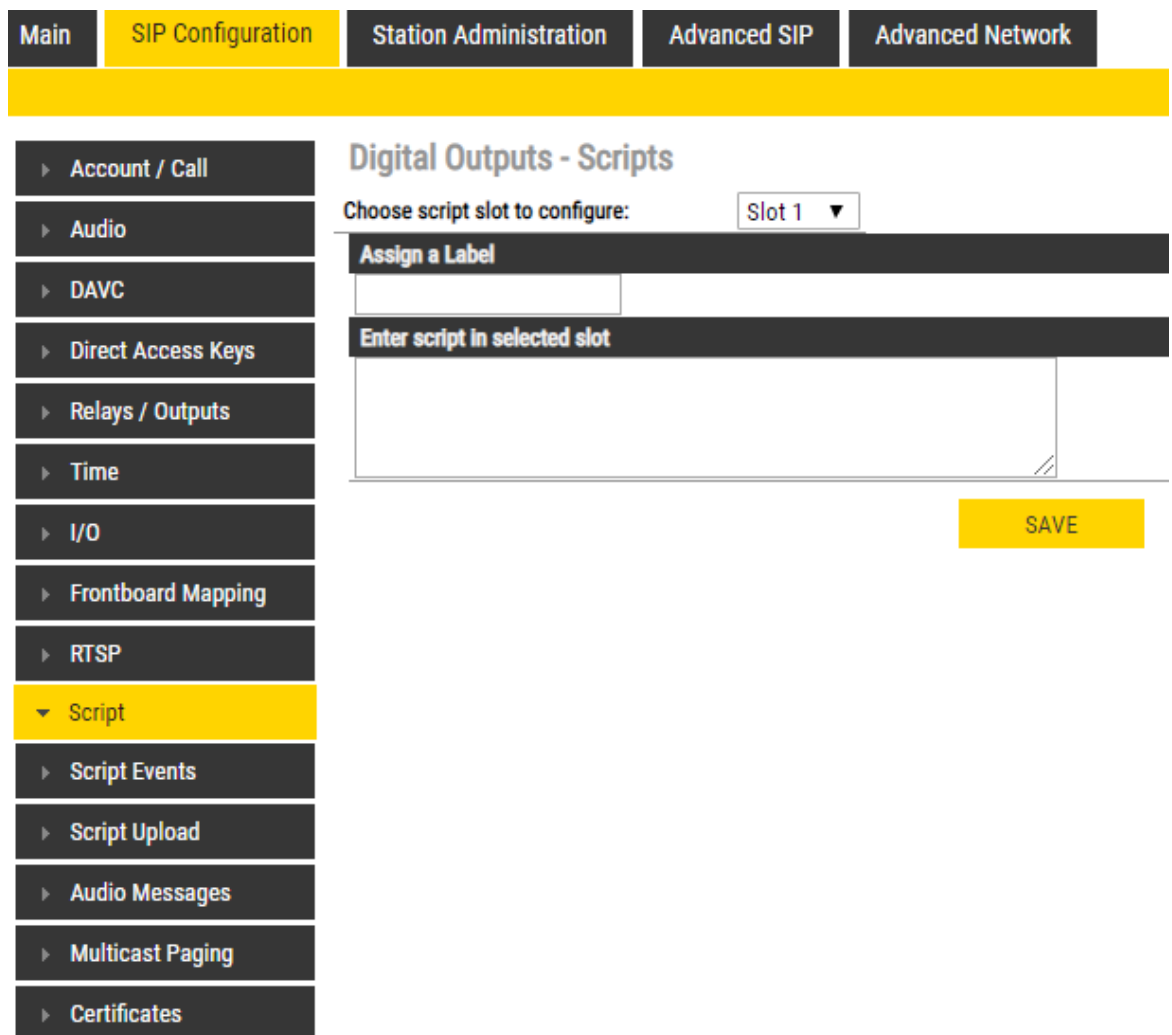 Main SIP Configuration Station Administration Advanced SIP Advanced Network
Account / Call
Audio
DAVC
Direct Access Keys
Relays / Outputs
Time
I/O
Frontboard Mapping
RTSP
Script
Script Events
Script Upload
Audio Messages
Multicast Paging
Certificates
Digital Outputs - Scripts
Choose script slot to configure: Slot 1
Assign a Label
Enter script in selected slot
SAVE